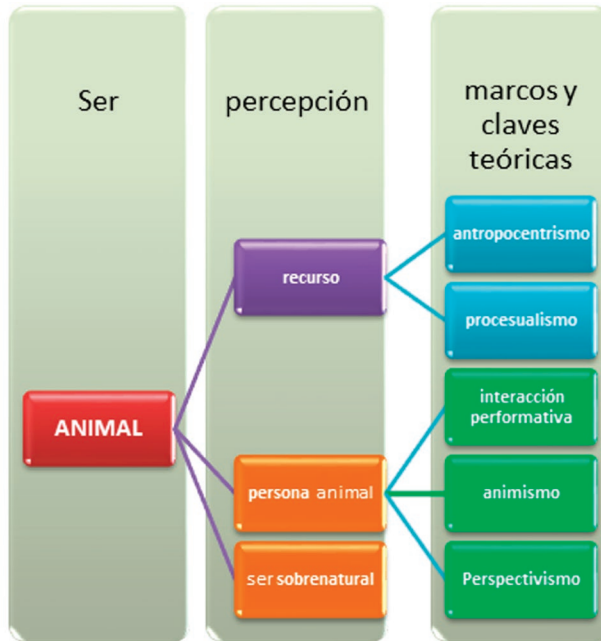 Ser
percepción
marcos y
claves
teóricas
ANIMAL
recurso
persona animal
ser sobrenatural
antropocentrismo
procesualismo
interacción
performativa
animismo
Perspectivismo